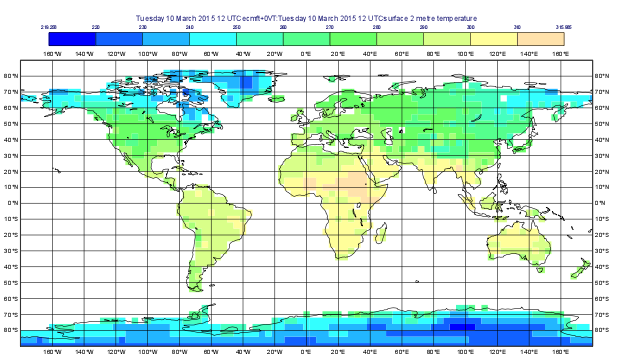 Tuesday 10 March 2015 12 UTC ecmf t+0 VT:Tuesday 10 March 2015 12 UTC surface 2 metre temperature
220 230 240 250 260 270 280 290 300 310 315.985
160°W 140°W 120°W 100°W 80°W 60°W 40°W 20°W 0°E 20°E 40°E 60°E 80°E 100°E 120°E 140°E 160°E
80°N 80°N
70°N 70°N
60°N 60°N
50°N 50°N
40°N 40°N
30°N 30°N
20°N 20°N
10°N 10°N
0°N 0°N
10°S 10°S
20°S 20°S
30°S 30°S
40°S 40°S
50°S 50°S
60°S 60°S
70°S 70°S
80°S 80°S
160°W 140°W 120°W 100°W 80°W 60°W 40°W 20°W 0°E 20°E 40°E 60°E 80°E 100°E 120°E 140°E 160°E